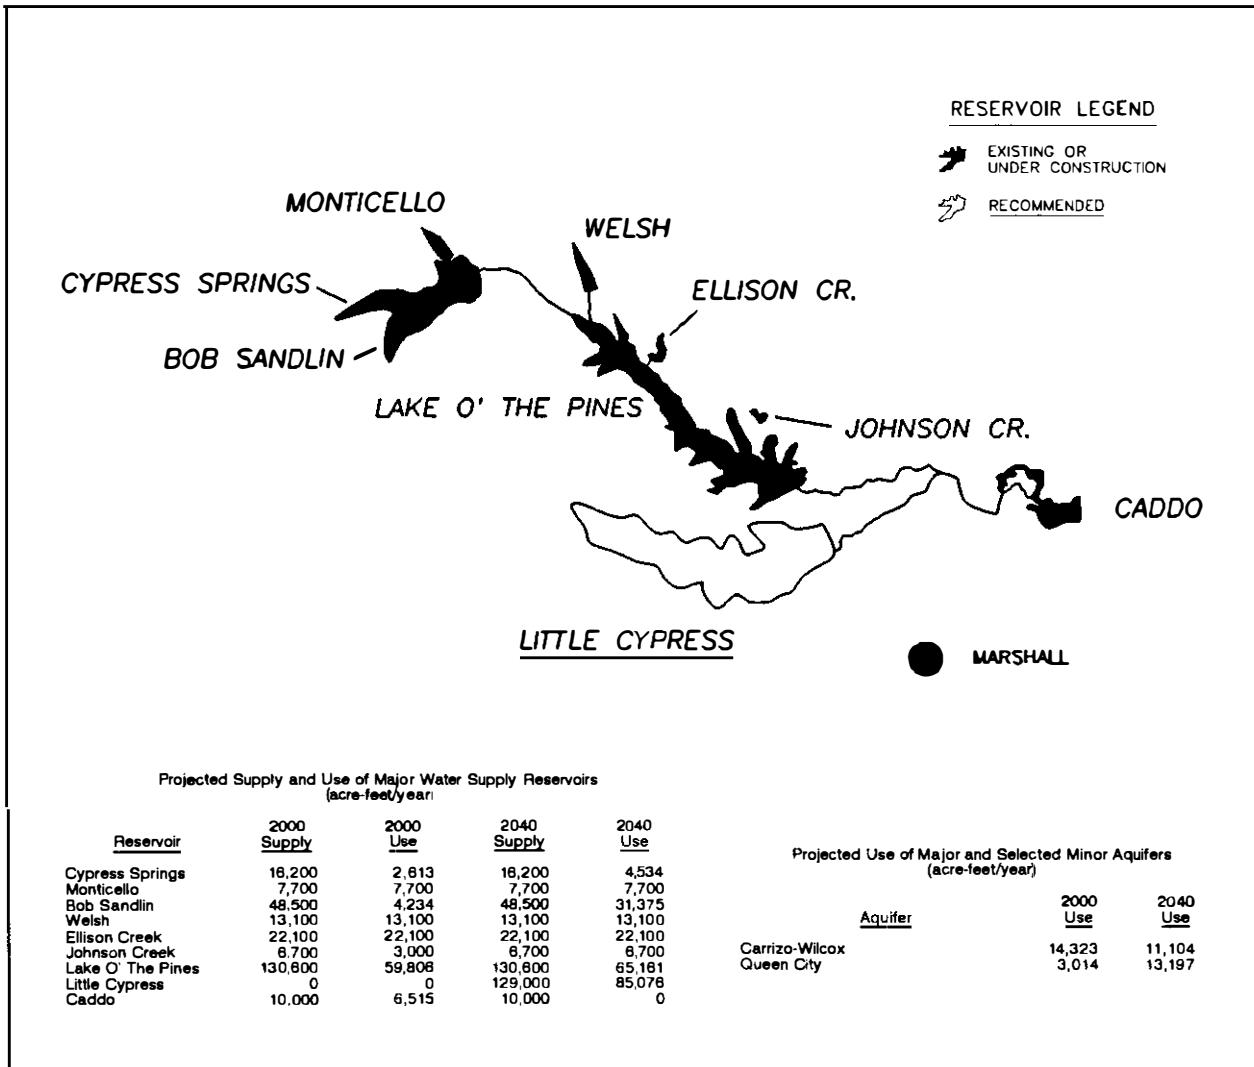 RESERVOIR LEGEND
EXISTING OR
UNDER CONSTRUCTION
RECOMMENDED
MONTICELLO
WELSH
CYPRESS SPRINGS
ELLISON CR.
BOB SANDLIN
LAKE O' THE PINES
JOHNSON CR.
CADDO
LITTLE CYPRESS
MARSHALL
Projected Supply and Use of Major Water Supply Reservoirs
(acre-feet/year)
2000 2000 2040 2040
Reservoir Supply Use Supply Use
Cypress Springs 16,200 2,613 16,200 4,534
Monticello 7,700 7,700 7,700 7,700
Bob Sandlin 48,500 4,234 48,500 31,375
Welsh 13,100 13,100 13,100 13,100
Ellison Creek 22,100 22,100 22,100 22,100
Johnson Creek 6,700 3,000 6,700 6,700
Lake O' The Pines 130,600 59,806 130,600 65,161
Little Cypress 0 0 129,000 85,076
Caddo 10,000 6,515 10,000 0
Projected Use of Major and Selected Minor Aquifers
(acre-feet/year)
2000 2040
Aquifer Use Use
Carrizo-Wilcox 14,323 11,104
Queen City 3,014 13,197